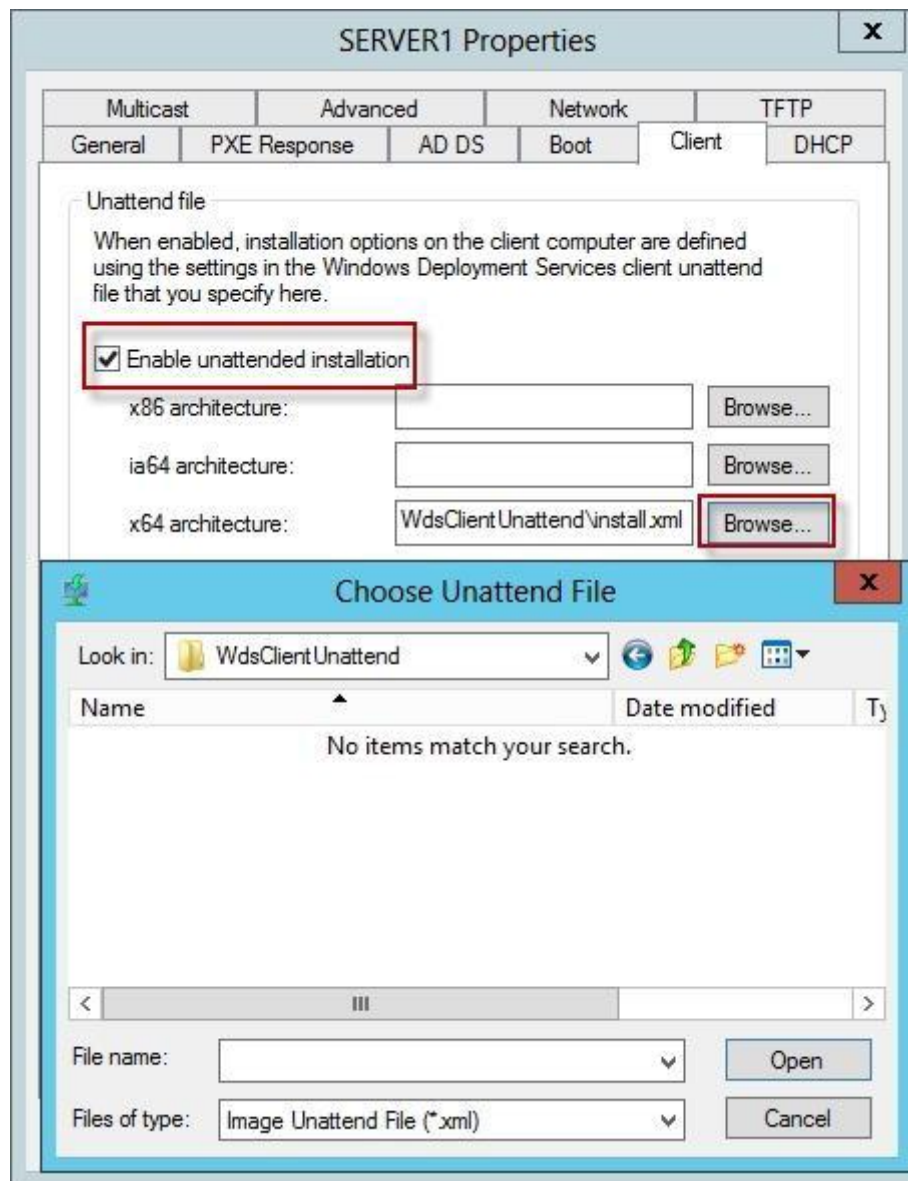 SERVER1 Properties
x
Multicast Advanced Network TFTP
General PXE Response AD DS Boot Client DHCP
Unattend file
When enabled, installation options on the client computer are defined
using the settings in the Windows Deployment Services client unattend
file that you specify here.
Enable unattended installation
x86 architecture: Browse...
ia64 architecture: Browse...
x64 architecture: WdsClientUnattend\install.xml Browse...
Choose Unattend File
x
Look in: WdsClientUnattend
Name Date modified Ty
No items match your search.
File name: Open
Files of type: Image Unattend File (*.xml) Cancel